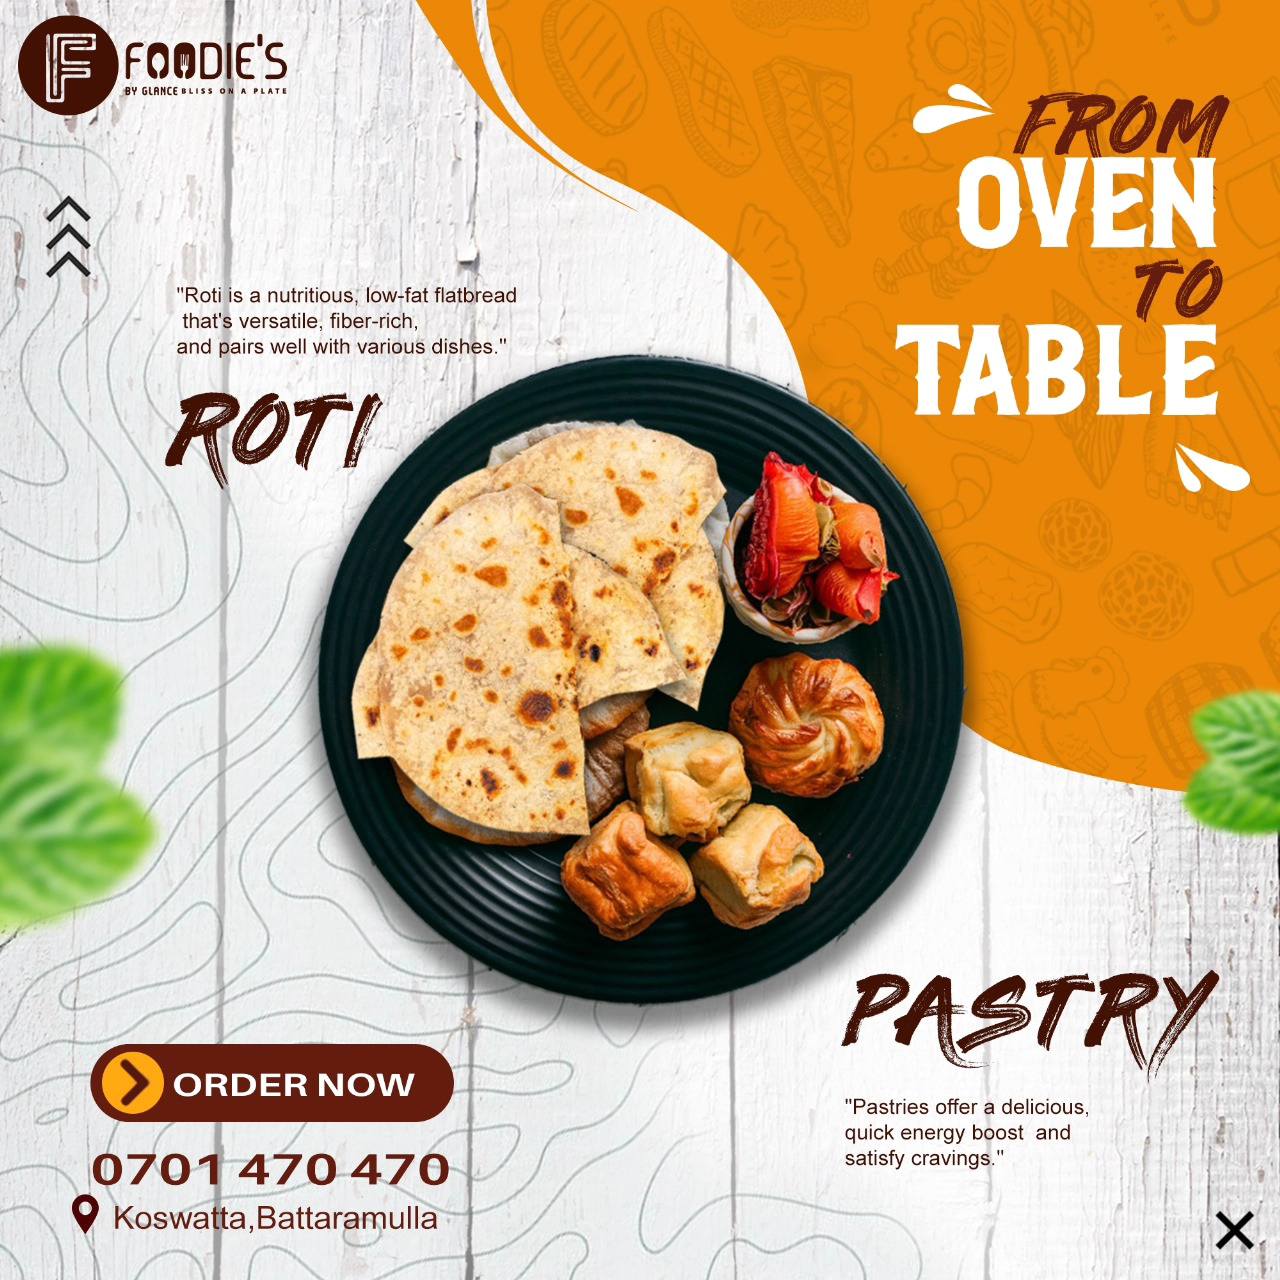 F
FOODIE'S
BY GLANCE BLISS ON A PLATE
FROM
OVEN
TO
TABLE
"Roti is a nutritious, low-fat flatbread
that's versatile, fiber-rich,
and pairs well with various dishes."
ROTI
PASTRY
"Pastries offer a delicious,
quick energy boost and
satisfy cravings."
ORDER NOW
0701 470 470
Koswatta,Battaramulla